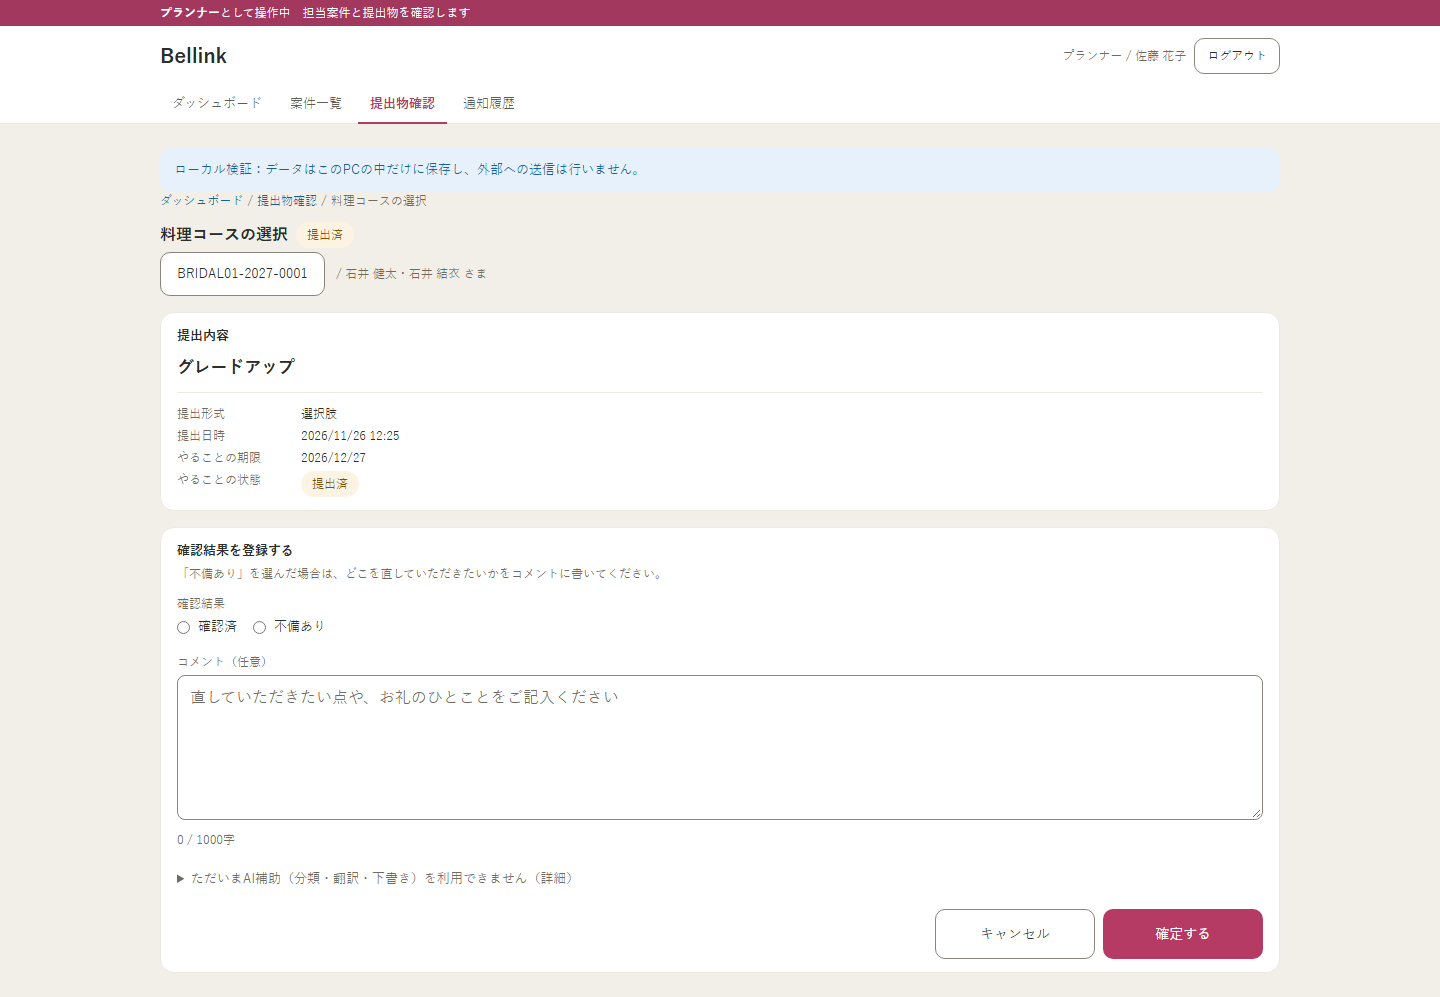 プランナーとして操作中 担当案件と提出物を確認します
Bellink
プランナー / 佐藤 花子 ログアウト
ダッシュボード 案件一覧 提出物確認 通知履歴
ローカル検証：データはこのPCの中だけに保存し、外部への送信は行いません。
ダッシュボード / 提出物確認 / 料理コースの選択
料理コースの選択 提出済
BRIDAL01-2027-0001 / 石井 健太・石井 結衣 さま
提出内容
グレードアップ
提出形式 選択肢
提出日時 2026/11/26 12:25
やることの期限 2026/12/27
やることの状態 提出済
確認結果を登録する
「不備あり」を選んだ場合は、どこを直していただきたいかをコメントに書いてください。
確認結果
確認済 不備あり
コメント（任意）
直していただきたい点や、お礼のひとことをご記入ください
0 / 1000字
▶ ただいまAI補助（分類・翻訳・下書き）を利用できません（詳細）
キャンセル 確定する